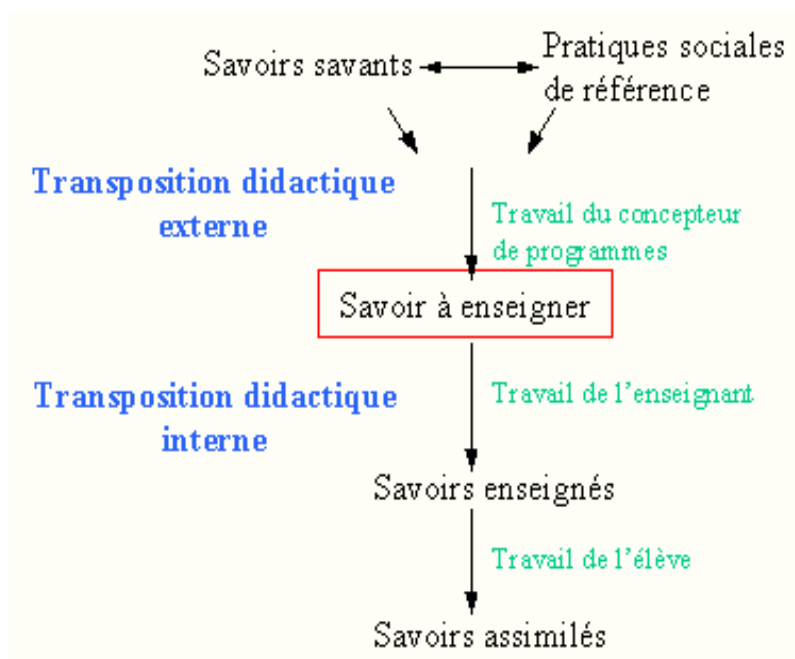 Savoirs savants
Pratiques sociales
de référence
Transposition didactique
externe
Travail du concepteur
de programmes
Savoir à enseigner
Transposition didactique
interne
Travail de l'enseignant
Savoirs enseignés
Travail de l'élève
Savoirs assimilés